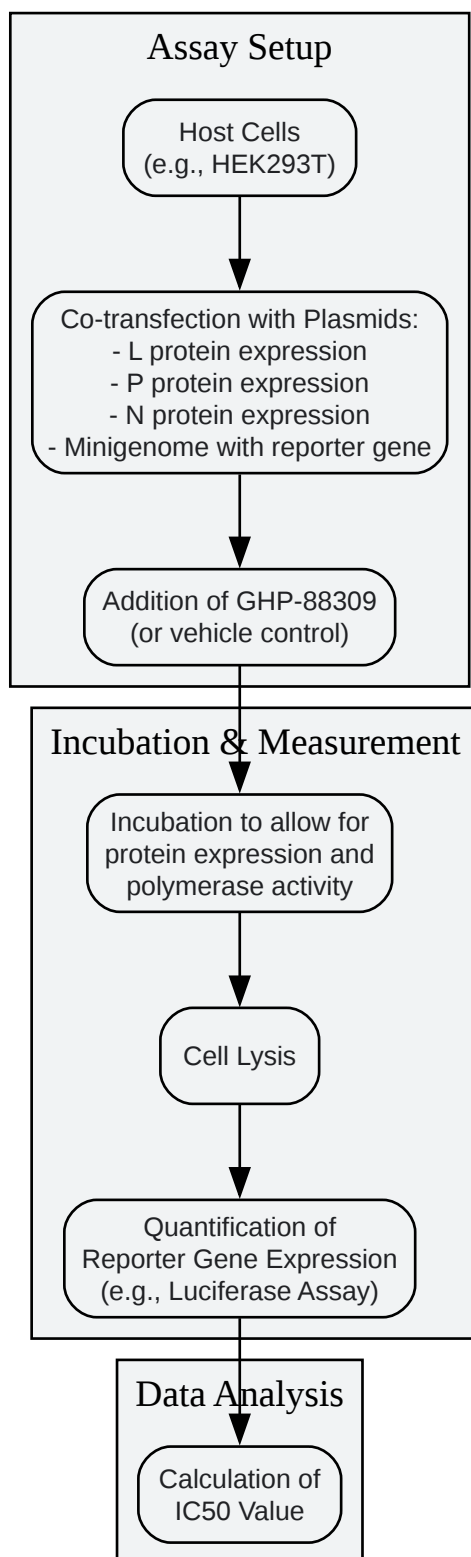 Assay Setup
Host Cells
(e.g., HEK293T)
Co-transfection with Plasmids:
- L protein expression
- P protein expression
- N protein expression
- Minigenome with reporter gene
Addition of GHP-88309
(or vehicle control)
Incubation & Measurement
Incubation to allow for
protein expression and
polymerase activity
Cell Lysis
Quantification of
Reporter Gene Expression
(e.g., Luciferase Assay)
Data Analysis
Calculation of
IC50 Value